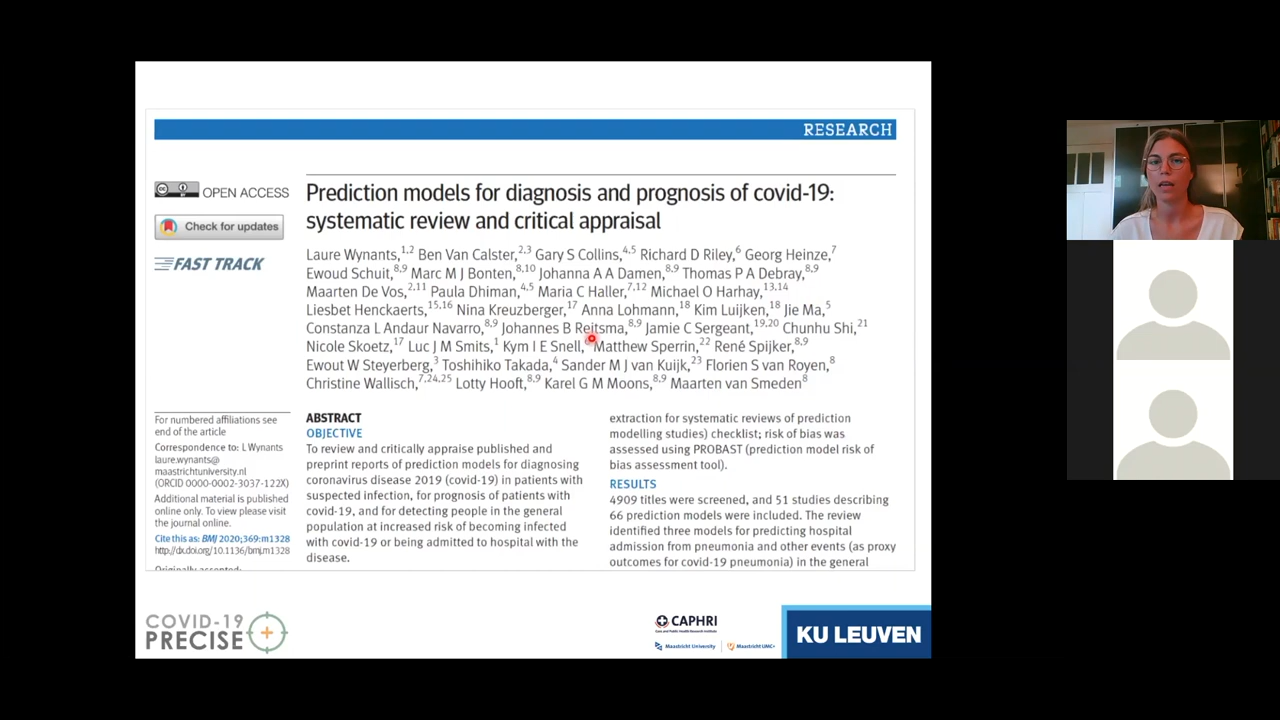 RESEARCH
OPEN ACCESS
Check for updates
FAST TRACK
Prediction models for diagnosis and prognosis of covid-19:
systematic review and critical appraisal
Laure Wynants,1,2 Ben Van Calster,2,3 Gary S Collins,4,5 Richard D Riley,6 Georg Heinze,7
Ewoud Schuit,8,9 Marc M J Bonten,8,10 Johanna A A Damen,8,9 Thomas P A Debray,8,9
Maarten De Vos,2,11 Paula Dhiman,4,5 Maria C Haller,7,12 Michael O Harhay,13,14
Liesbet Henckaerts,15,16 Nina Kreuzberger,17 Anna Lohmann,18 Kim Luijken,18 Jie Ma,5
Constanza L Andaur Navarro,8,9 Johannes B Reitsma,8,9 Jamie C Sergeant,19,20 Chunhu Shi,21
Nicole Skoetz,17 Luc J M Smits,1 Kym I E Snell, Matthew Sperrin,22 René Spijker,8,9
Ewout W Steyerberg,3 Toshihiko Takada,4 Sander M J van Kuijk,23 Florien S van Royen,8
Christine Wallisch,7,24,25 Lotty Hooft,8,9 Karel G M Moons,8,9 Maarten van Smeden8
For numbered affiliations see
end of the article
Correspondence to: L Wynants
laure.wynants@
maastrichtuniversity.nl
(ORCID 0000-0002-3037-122X)
Additional material is published
online only. To view please visit
the journal online.
Cite this as: BMJ 2020;369:m1328
http://dx.doi.org/10.1136/bmj.m1328
Originally accepted:
ABSTRACT
OBJECTIVE
To review and critically appraise published and
preprint reports of prediction models for diagnosing
coronavirus disease 2019 (covid-19) in patients with
suspected infection, for prognosis of patients with
covid-19, and for detecting people in the general
population at increased risk of becoming infected
with covid-19 or being admitted to hospital with the
disease.
extraction for systematic reviews of prediction
modelling studies) checklist; risk of bias was
assessed using PROBAST (prediction model risk of
bias assessment tool).
RESULTS
4909 titles were screened, and 51 studies describing
66 prediction models were included. The review
identified three models for predicting hospital
admission from pneumonia and other events (as proxy
outcomes for covid-19 pneumonia) in the general
COVID-19
PRECISE
CAPHRI
Care and Public Health Research Institute
Maastricht University
Maastricht UMC+
KU LEUVEN